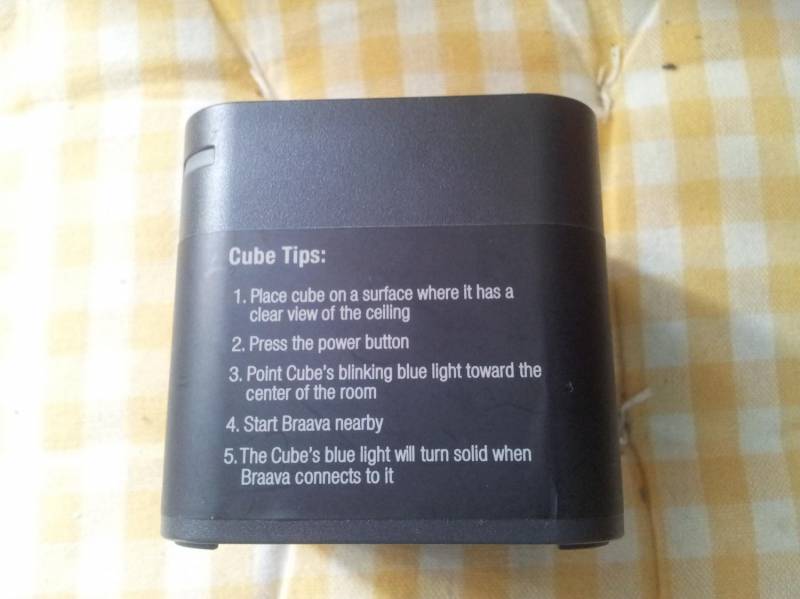 Cube Tips:
1. Place cube on a surface where it has a
clear view of the ceiling
2. Press the power button
3. Point Cube's blinking blue light toward the
center of the room
4. Start Braava nearby
5. The Cube's blue light will turn solid when
Braava connects to it